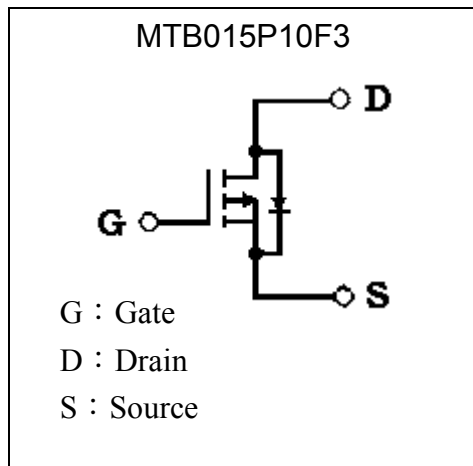 MTB015P10F3
D
G
S
G：Gate
D：Drain
S：Source